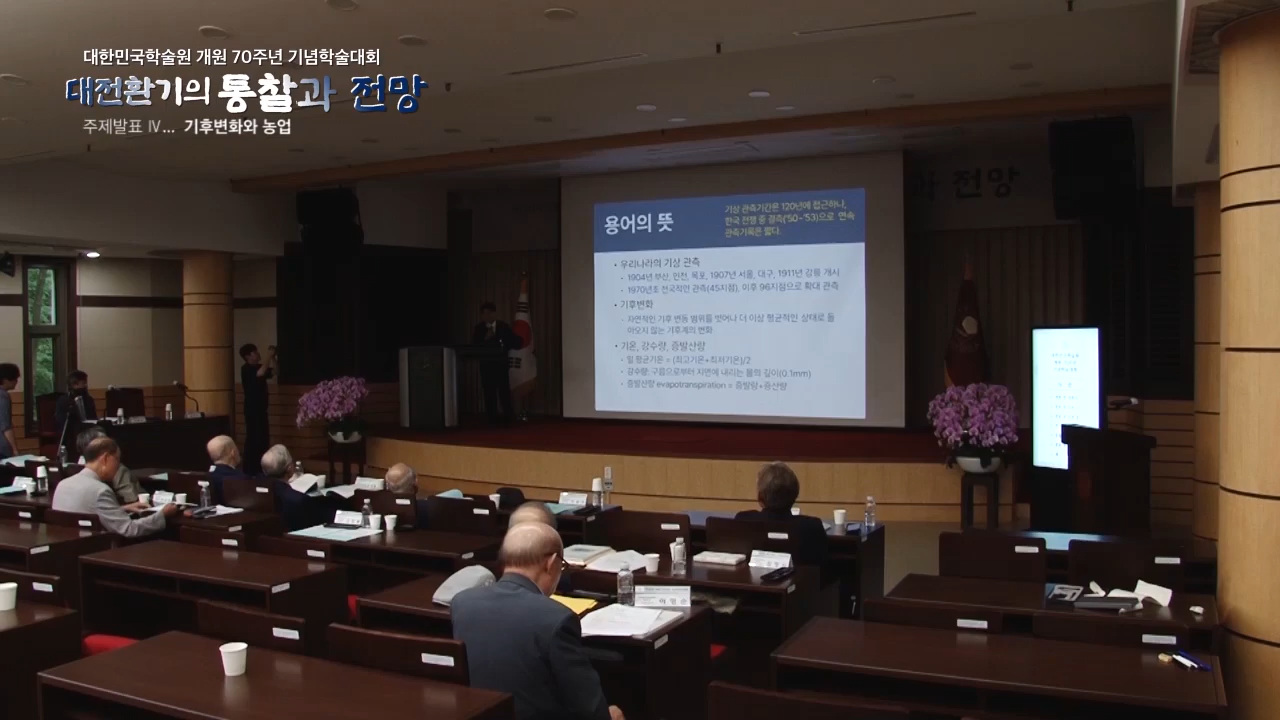 대한민국학술원 개원 70주년 기념학술대회
대전환기의 통찰과 전망
주제발표 Ⅳ... 기후변화와 농업
과 전망
용어의 뜻
기상 관측기간은 120년에 접근하나,
한국 전쟁 중 결측('50~'53)으로 연속
관측기록은 짧다.
• 우리나라의 기상 관측
- 1904년 부산, 인천, 목포, 1907년 서울, 대구, 1911년 강릉 개시
- 1970년초 전국적인 관측(45지점), 이후 96지점으로 확대 관측
• 기후변화
- 자연적인 기후 변동 범위를 벗어나 더 이상 평균적인 상태로 돌
아오지 않는 기후계의 변화
• 기온, 강수량, 증발산량
- 일 평균기온 = (최고기온+최저기온)/2
- 강수량: 구름으로부터 지면에 내리는 물의 깊이(0.1mm)
- 증발산량 evapotranspiration = 증발량+증산량